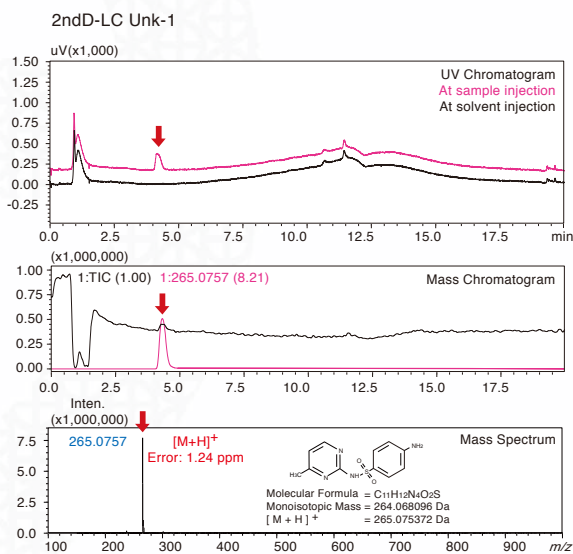 2ndD-LC Unk-1
uV(x1,000)
1.50
1.25
1.00
0.75
0.50
0.25
0.00
-0.25
UV Chromatogram
At sample injection
At solvent injection
0.0 2.5 5.0 7.5 10.0 12.5 15.0 17.5 min
(x1,000,000)
1.00
0.75
0.50
0.25
0.00
1:TIC (1.00) 1:265.0757 (8.21)
Mass Chromatogram
0.0 2.5 5.0 7.5 10.0 12.5 15.0 17.5
Inten.
(x1,000,000)
7.5
5.0
2.5
0.0
265.0757
[M+H]+
Error: 1.24 ppm
Mass Spectrum
N
N
H3C
NH
S
O
O
NH2
Molecular Formula = C11H12N4O2S
Monoisotopic Mass = 264.068096 Da
[ M + H ] + = 265.075372 Da
100 200 300 400 500 600 700 800 900 m/z